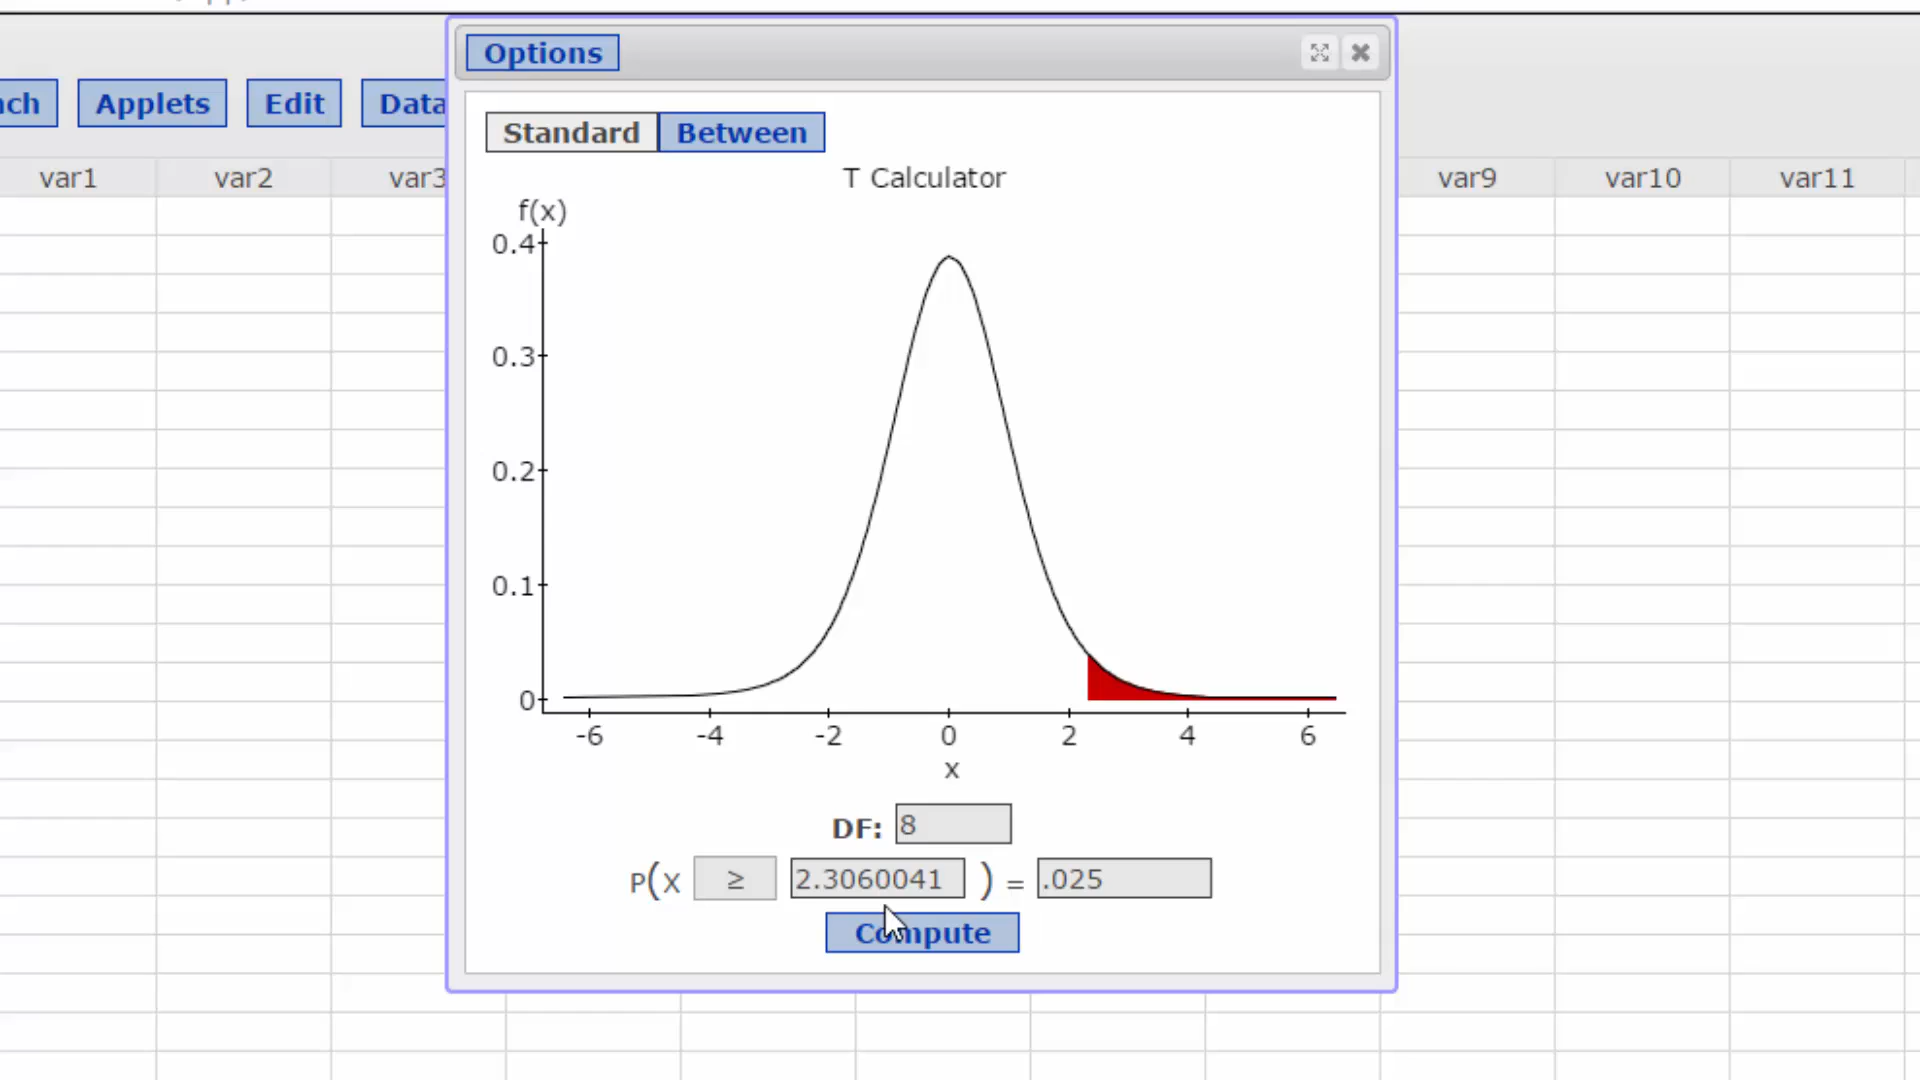 Options
Applets Edit Data
Standard Between
var1 var2 var3 var9 var10 var11
T Calculator
f(x)
0.4
0.3
0.2
0.1
0
-6 -4 -2 0 2 4 6
x
DF: 8
P(X ≥ 2.3060041 ) = .025
Compute